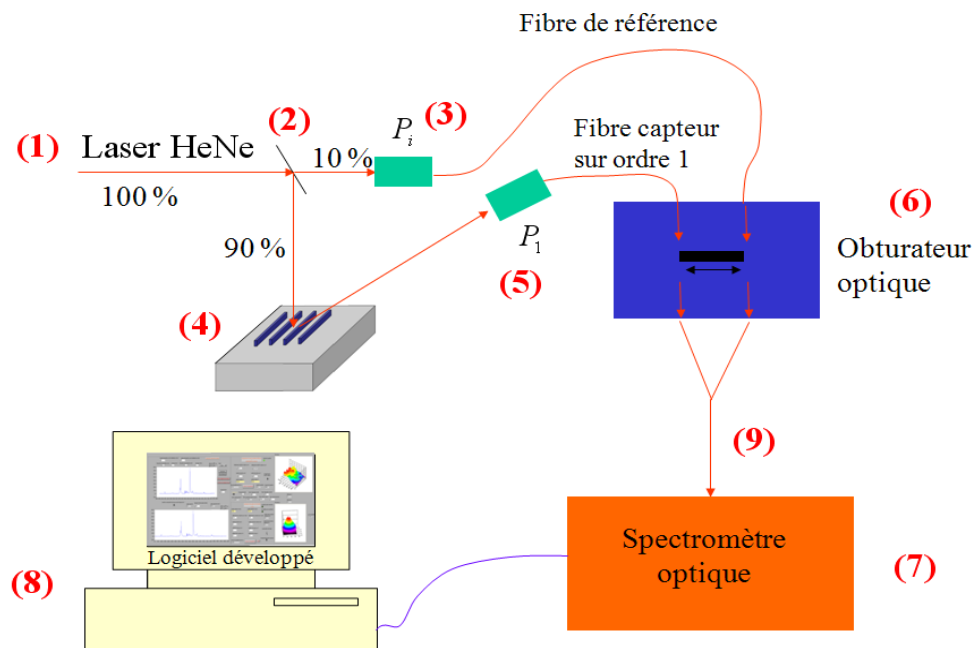 Fibre de référence
(1)
Laser HeNe
100 %
(2)
10 %
P_i
(3)
Fibre capteur
sur ordre 1
90 %
P_1
(5)
(6)
Obturateur
optique
(4)
(9)
Logiciel développé
(8)
Spectromètre
optique
(7)